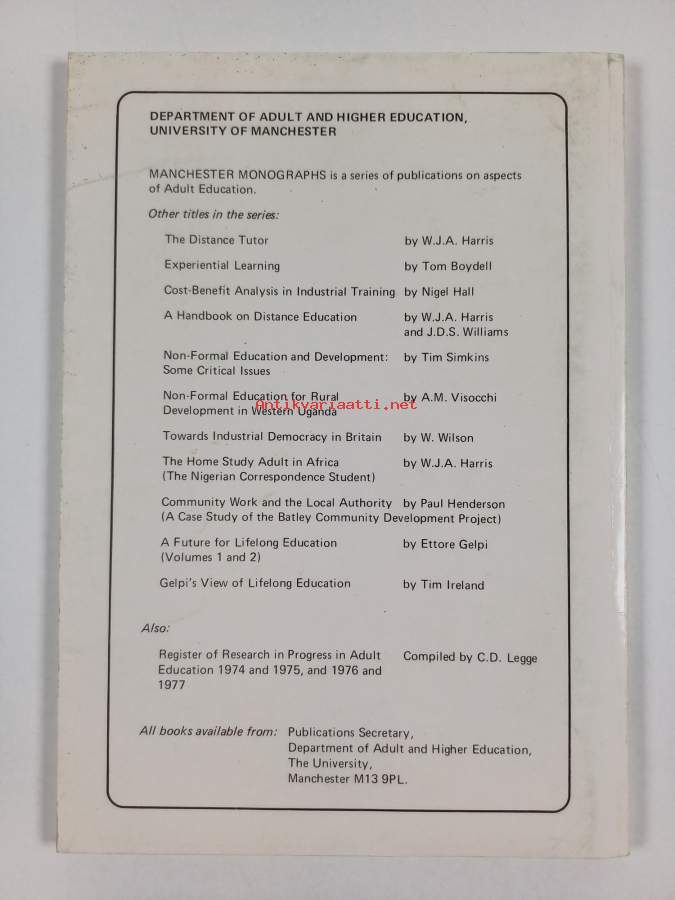 DEPARTMENT OF ADULT AND HIGHER EDUCATION,
UNIVERSITY OF MANCHESTER
MANCHESTER MONOGRAPHS is a series of publications on aspects
of Adult Education.
Other titles in the series:
The Distance Tutor by W.J.A. Harris
Experiential Learning by Tom Boydell
Cost-Benefit Analysis in Industrial Training by Nigel Hall
A Handbook on Distance Education by W.J.A. Harris
and J.D.S. Williams
Non-Formal Education and Development: by Tim Simkins
Some Critical Issues
Non-Formal Education for Rural by A.M. Visocchi
Antikvariaatti.net
Development in Western Uganda
Towards Industrial Democracy in Britain by W. Wilson
The Home Study Adult in Africa by W.J.A. Harris
(The Nigerian Correspondence Student)
Community Work and the Local Authority by Paul Henderson
(A Case Study of the Batley Community Development Project)
A Future for Lifelong Education by Ettore Gelpi
(Volumes 1 and 2)
Gelpi's View of Lifelong Education by Tim Ireland
Also:
Register of Research in Progress in Adult Compiled by C.D. Legge
Education 1974 and 1975, and 1976 and
1977
All books available from: Publications Secretary,
Department of Adult and Higher Education,
The University,
Manchester M13 9PL.